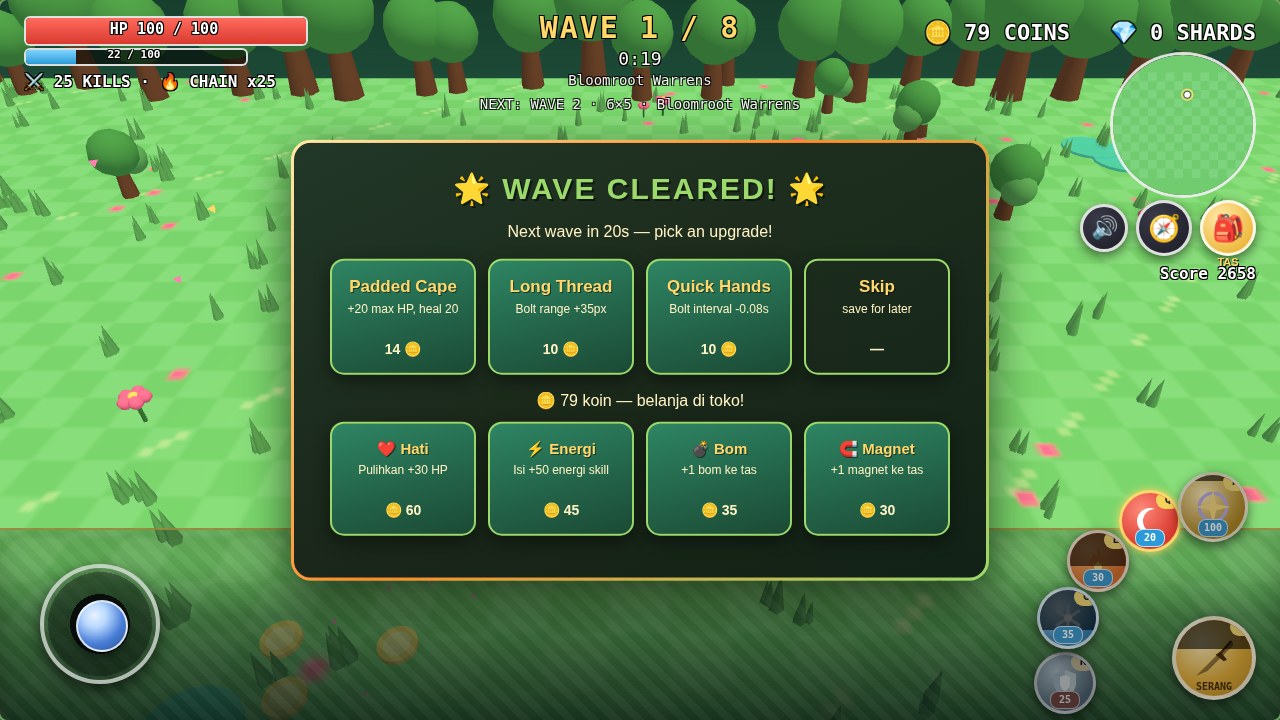 HP 100 / 100
22 / 100
⚔️ 25 KILLS · 🔥 CHAIN x25
WAVE 1 / 8
0:19
Bloomroot Warrens
NEXT: WAVE 2 · 6×5 · Bloomroot Warrens
🪙 79 COINS 💎 0 SHARDS
TAS
Score 2658
🌟 WAVE CLEARED! 🌟
Next wave in 20s — pick an upgrade!
Padded Cape
+20 max HP, heal 20
14 🪙
Long Thread
Bolt range +35px
10 🪙
Quick Hands
Bolt interval -0.08s
10 🪙
Skip
save for later
—
🪙 79 koin — belanja di toko!
❤️ Hati
Pulihkan +30 HP
🪙 60
⚡ Energi
Isi +50 energi skill
🪙 45
💣 Bom
+1 bom ke tas
🪙 35
🧲 Magnet
+1 magnet ke tas
🪙 30
100
20
30
35
25
SERANG